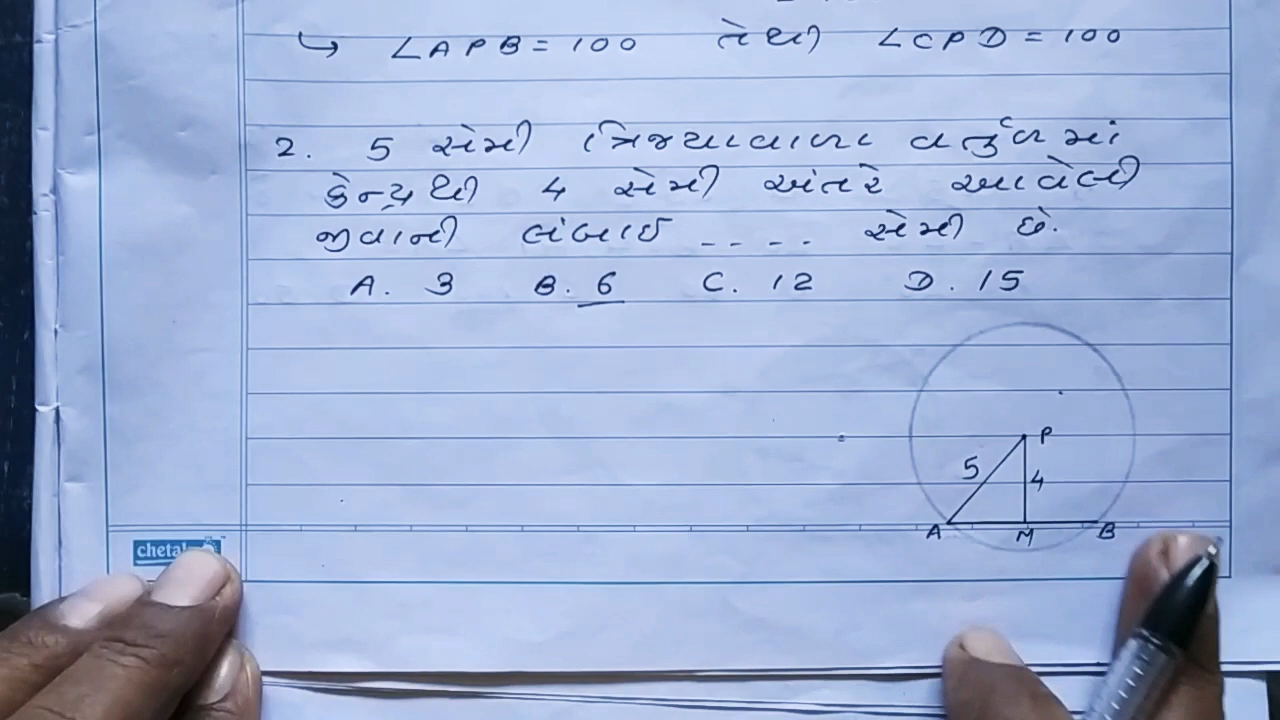 ↳ ∠APB = 100 તેથી ∠CPD = 100
2. 5 સેમી ત્રિજ્યાવાળા વર્તુળમાં
કેન્દ્રથી 4 સેમી અંતરે આવેલી
જીવાની લંબાઈ ---- સેમી છે.
A. 3 B. 6 C. 12 D. 15
P
5
4
A M B